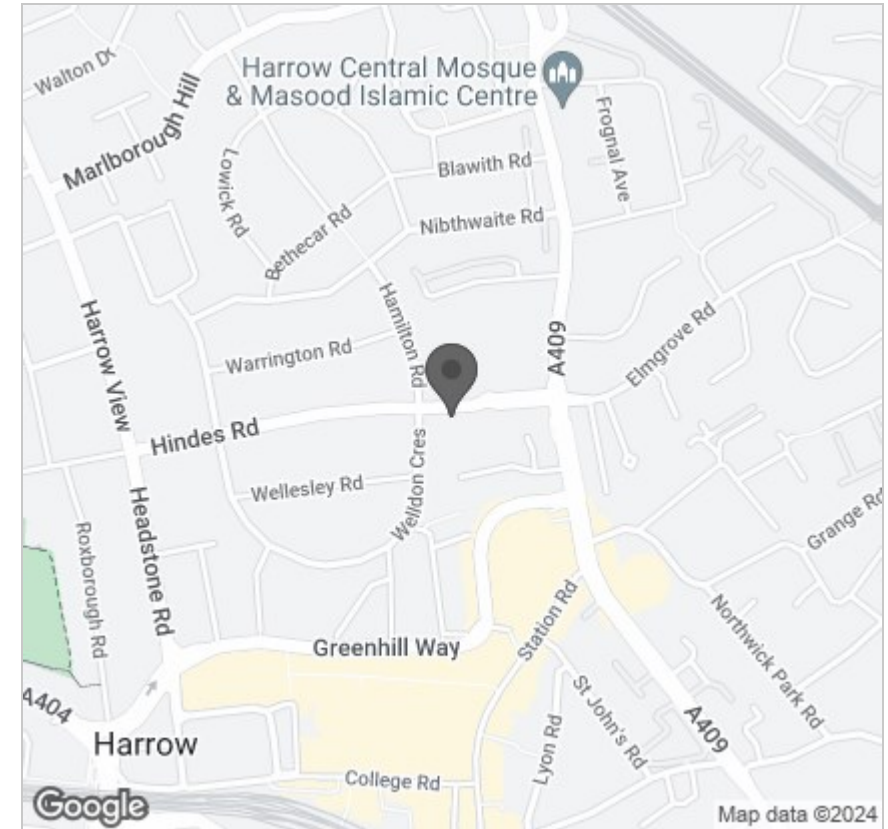 Walton Dr
Harrow Central Mosque
& Masood Islamic Centre
Marlborough Hill
Lowick Rd
Frognal Ave
Blawith Rd
Bethecar Rd
Nibthwaite Rd
Hamilton Rd
Harrow View
Warrington Rd
A409
Elmgrove Rd
Hindes Rd
Welldon Cres
Wellesley Rd
Headstone Rd
Roxborough Rd
Grange Rd
Greenhill Way
Station Rd
Northwick Park Rd
A404
Harrow
St John's Rd
Lyon Rd
A409
College Rd
Google
Map data ©2024